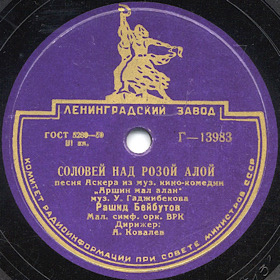 ЛЕНИНГРАДСКИЙ ЗАВОД
ГОСТ 5289—50
III кл.
Г—13983
СОЛОВЕЙ НАД РОЗОЙ АЛОЙ
песня Аскера из муз. кино-комедии
„Аршин мал алан"
муз. У. Гаджибекова
Рашид Бейбутов
Мал. симф. орк. ВРК
Дирижер:
А. Ковалев
КОМИТЕТ РАДИОИНФОРМАЦИИ ПРИ СОВЕТЕ МИНИСТРОВ СССР